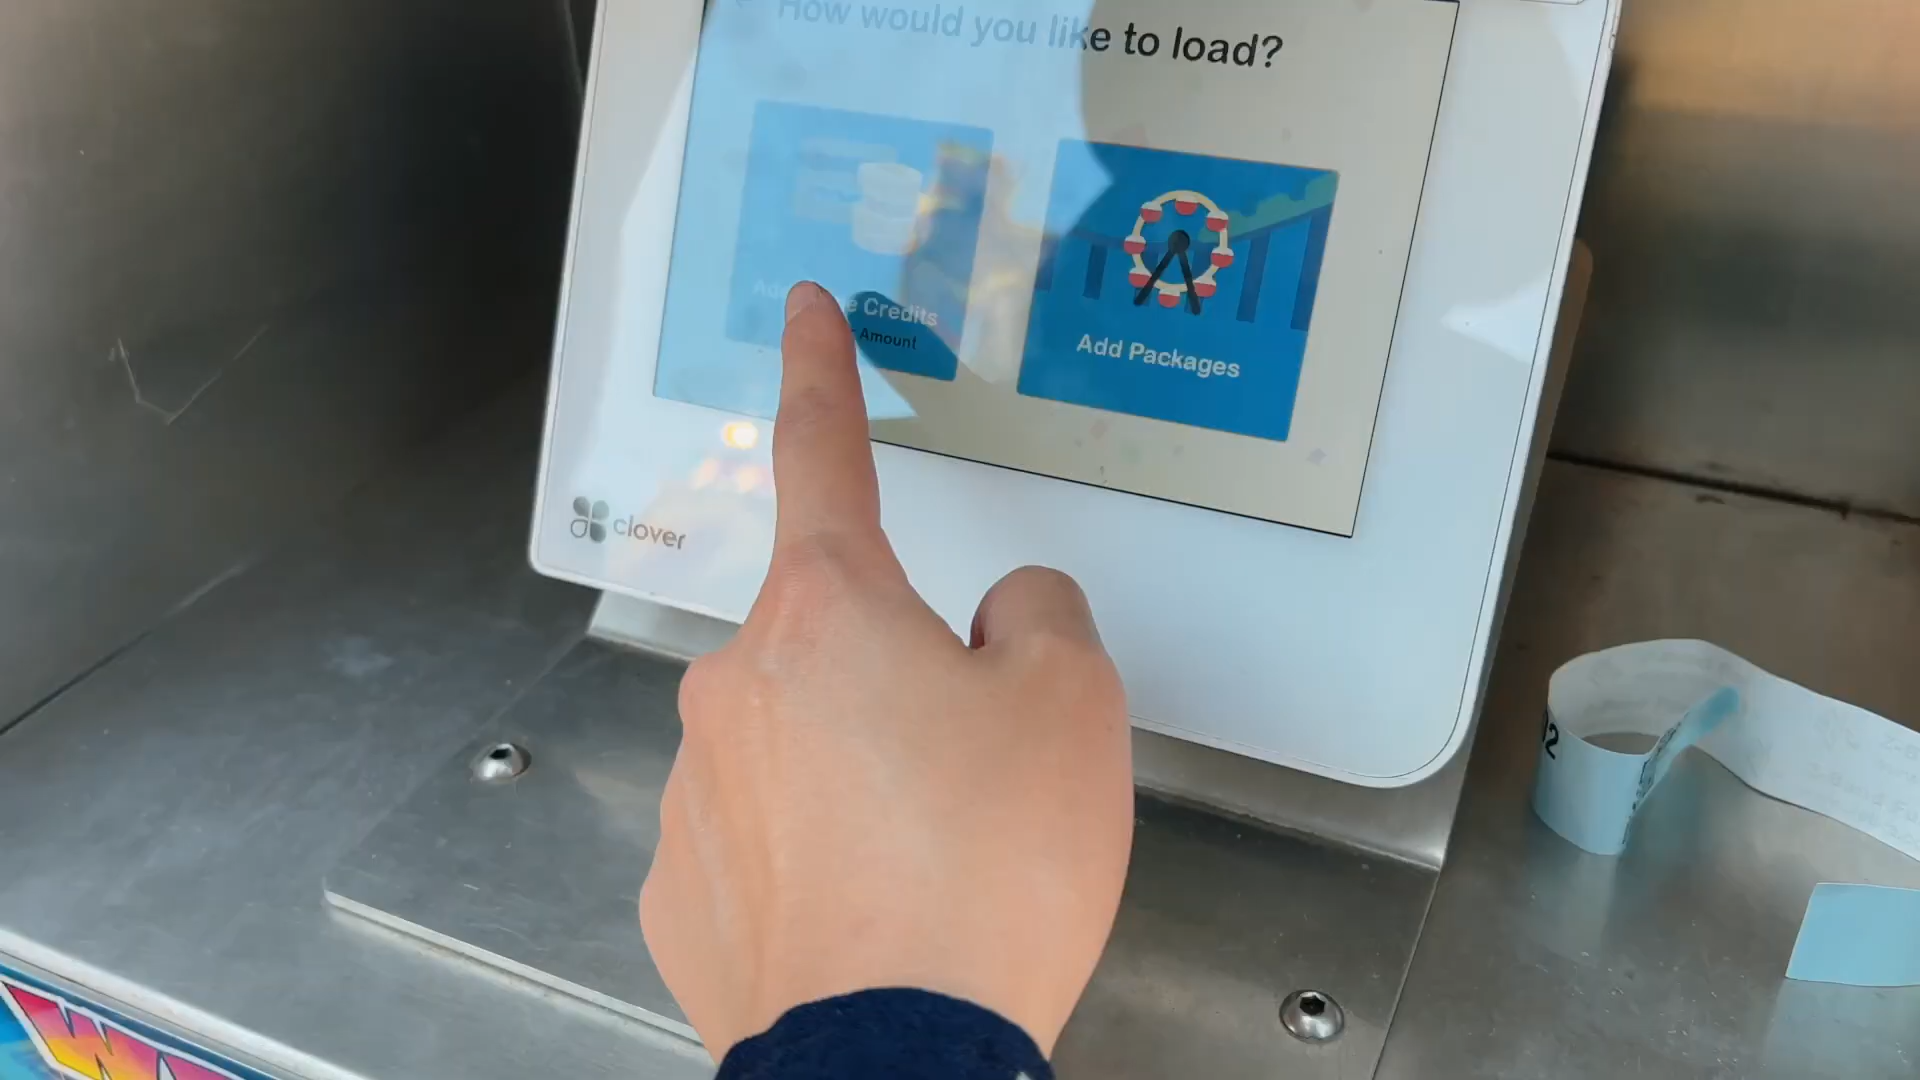 How would you like to load?
Credits
Amount
Add Packages
clover